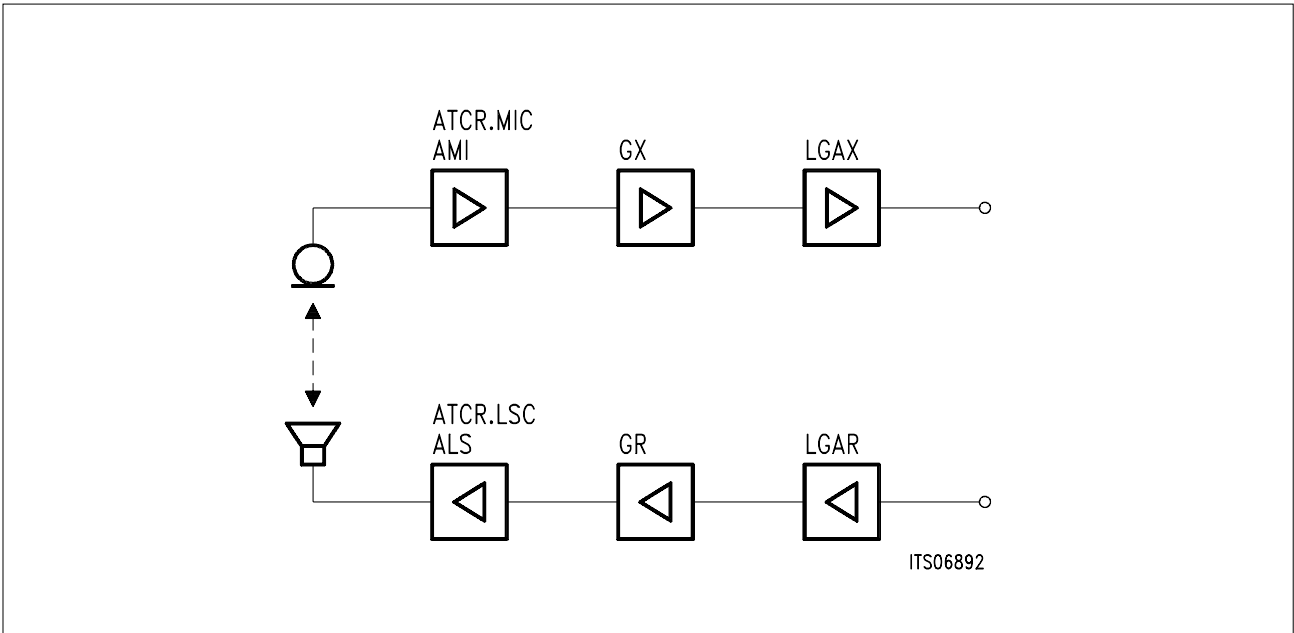 ATCR.MIC
AMI
GX
LGAX
ATCR.LSC
ALS
GR
LGAR
ITS06892